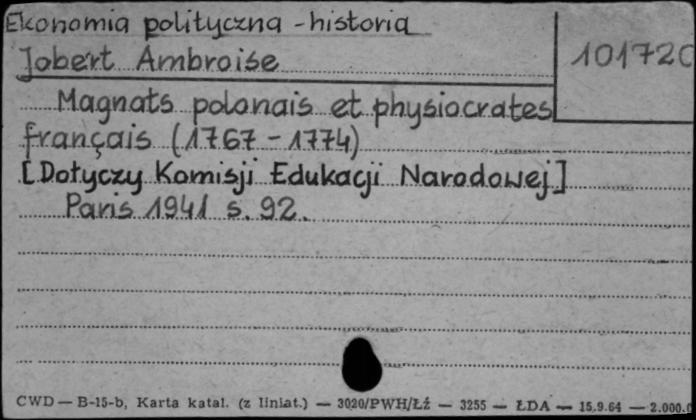 Ekonomia polityczna - historia
101720
Jobert Ambroise
Magnats polonais et physiocrates
français (1767 - 1774)
[Dotyczy Komisji Edukacji Narodowej]
Paris 1941 s. 92.
CWD — B-15-b, Karta katal. (z liniat.) — 3020/PWH/Łź — 3255 — ŁDA — 15.9.64 — 2.000.0